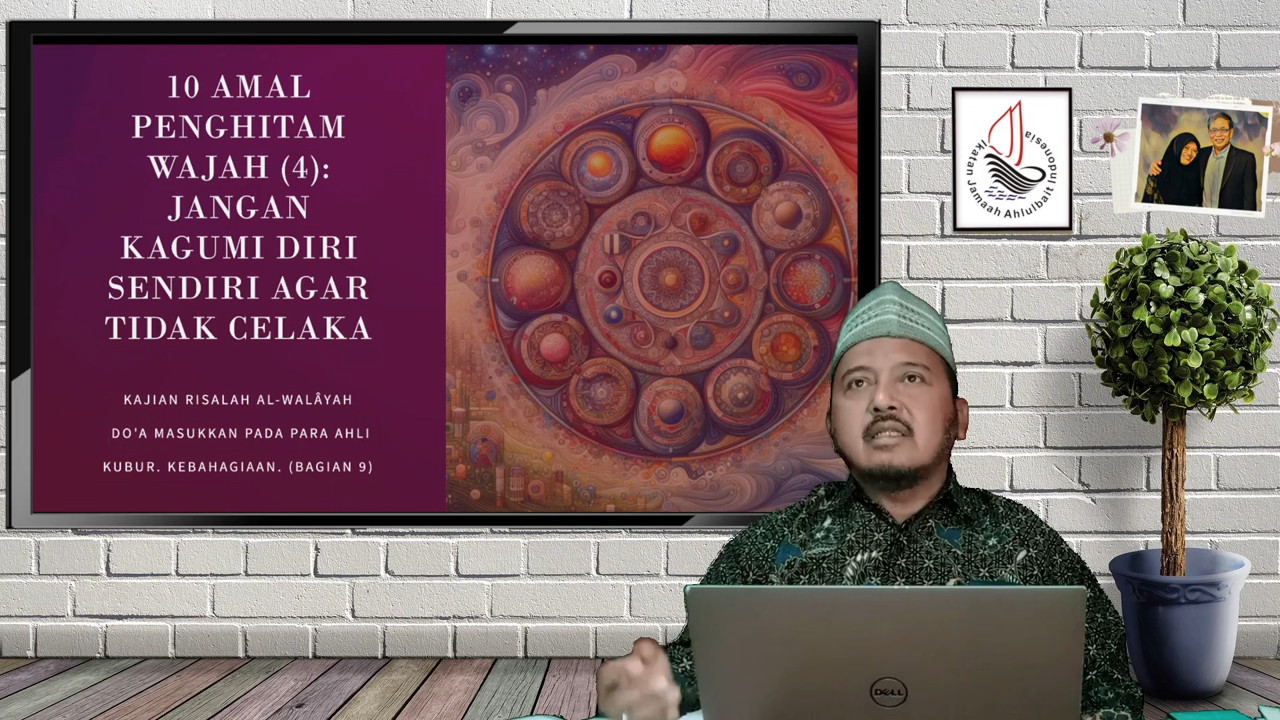 10 AMAL
PENGHITAM
WAJAH (4):
JANGAN
KAGUMI DIRI
SENDIRI AGAR
TIDAK CELAKA
KAJIAN RISALAH AL-WALÂYAH
DO'A MASUKKAN PADA PARA AHLI
KUBUR. KEBAHAGIAAN. (BAGIAN 9)
Ikatan Jamaah Ahlulbait Indonesia
DELL